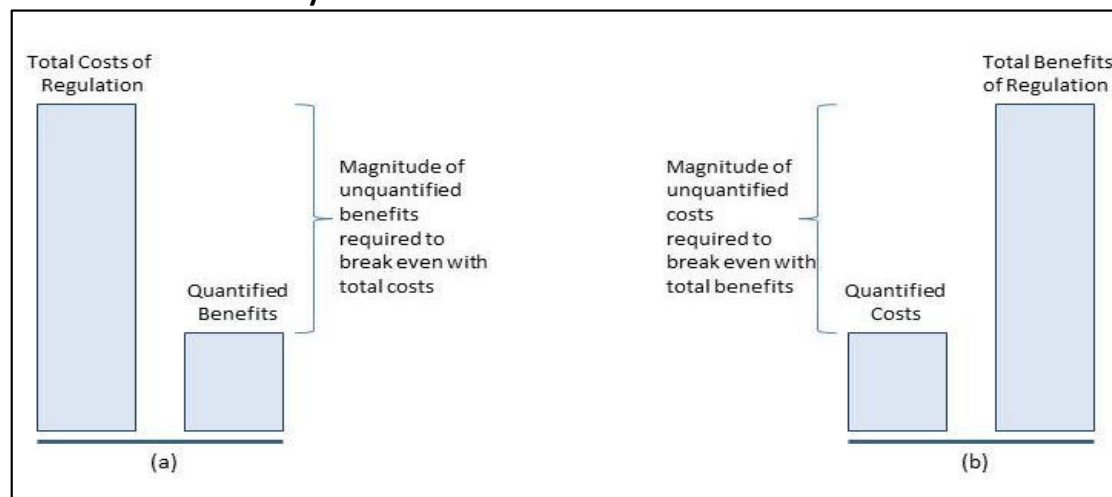 Total Costs of
Regulation
Magnitude of
unquantified
benefits
required to
break even with
total costs
Quantified
Benefits
(a)
Total Benefits
of Regulation
Magnitude of
unquantified
costs
required to
break even with
total benefits
Quantified
Costs
(b)